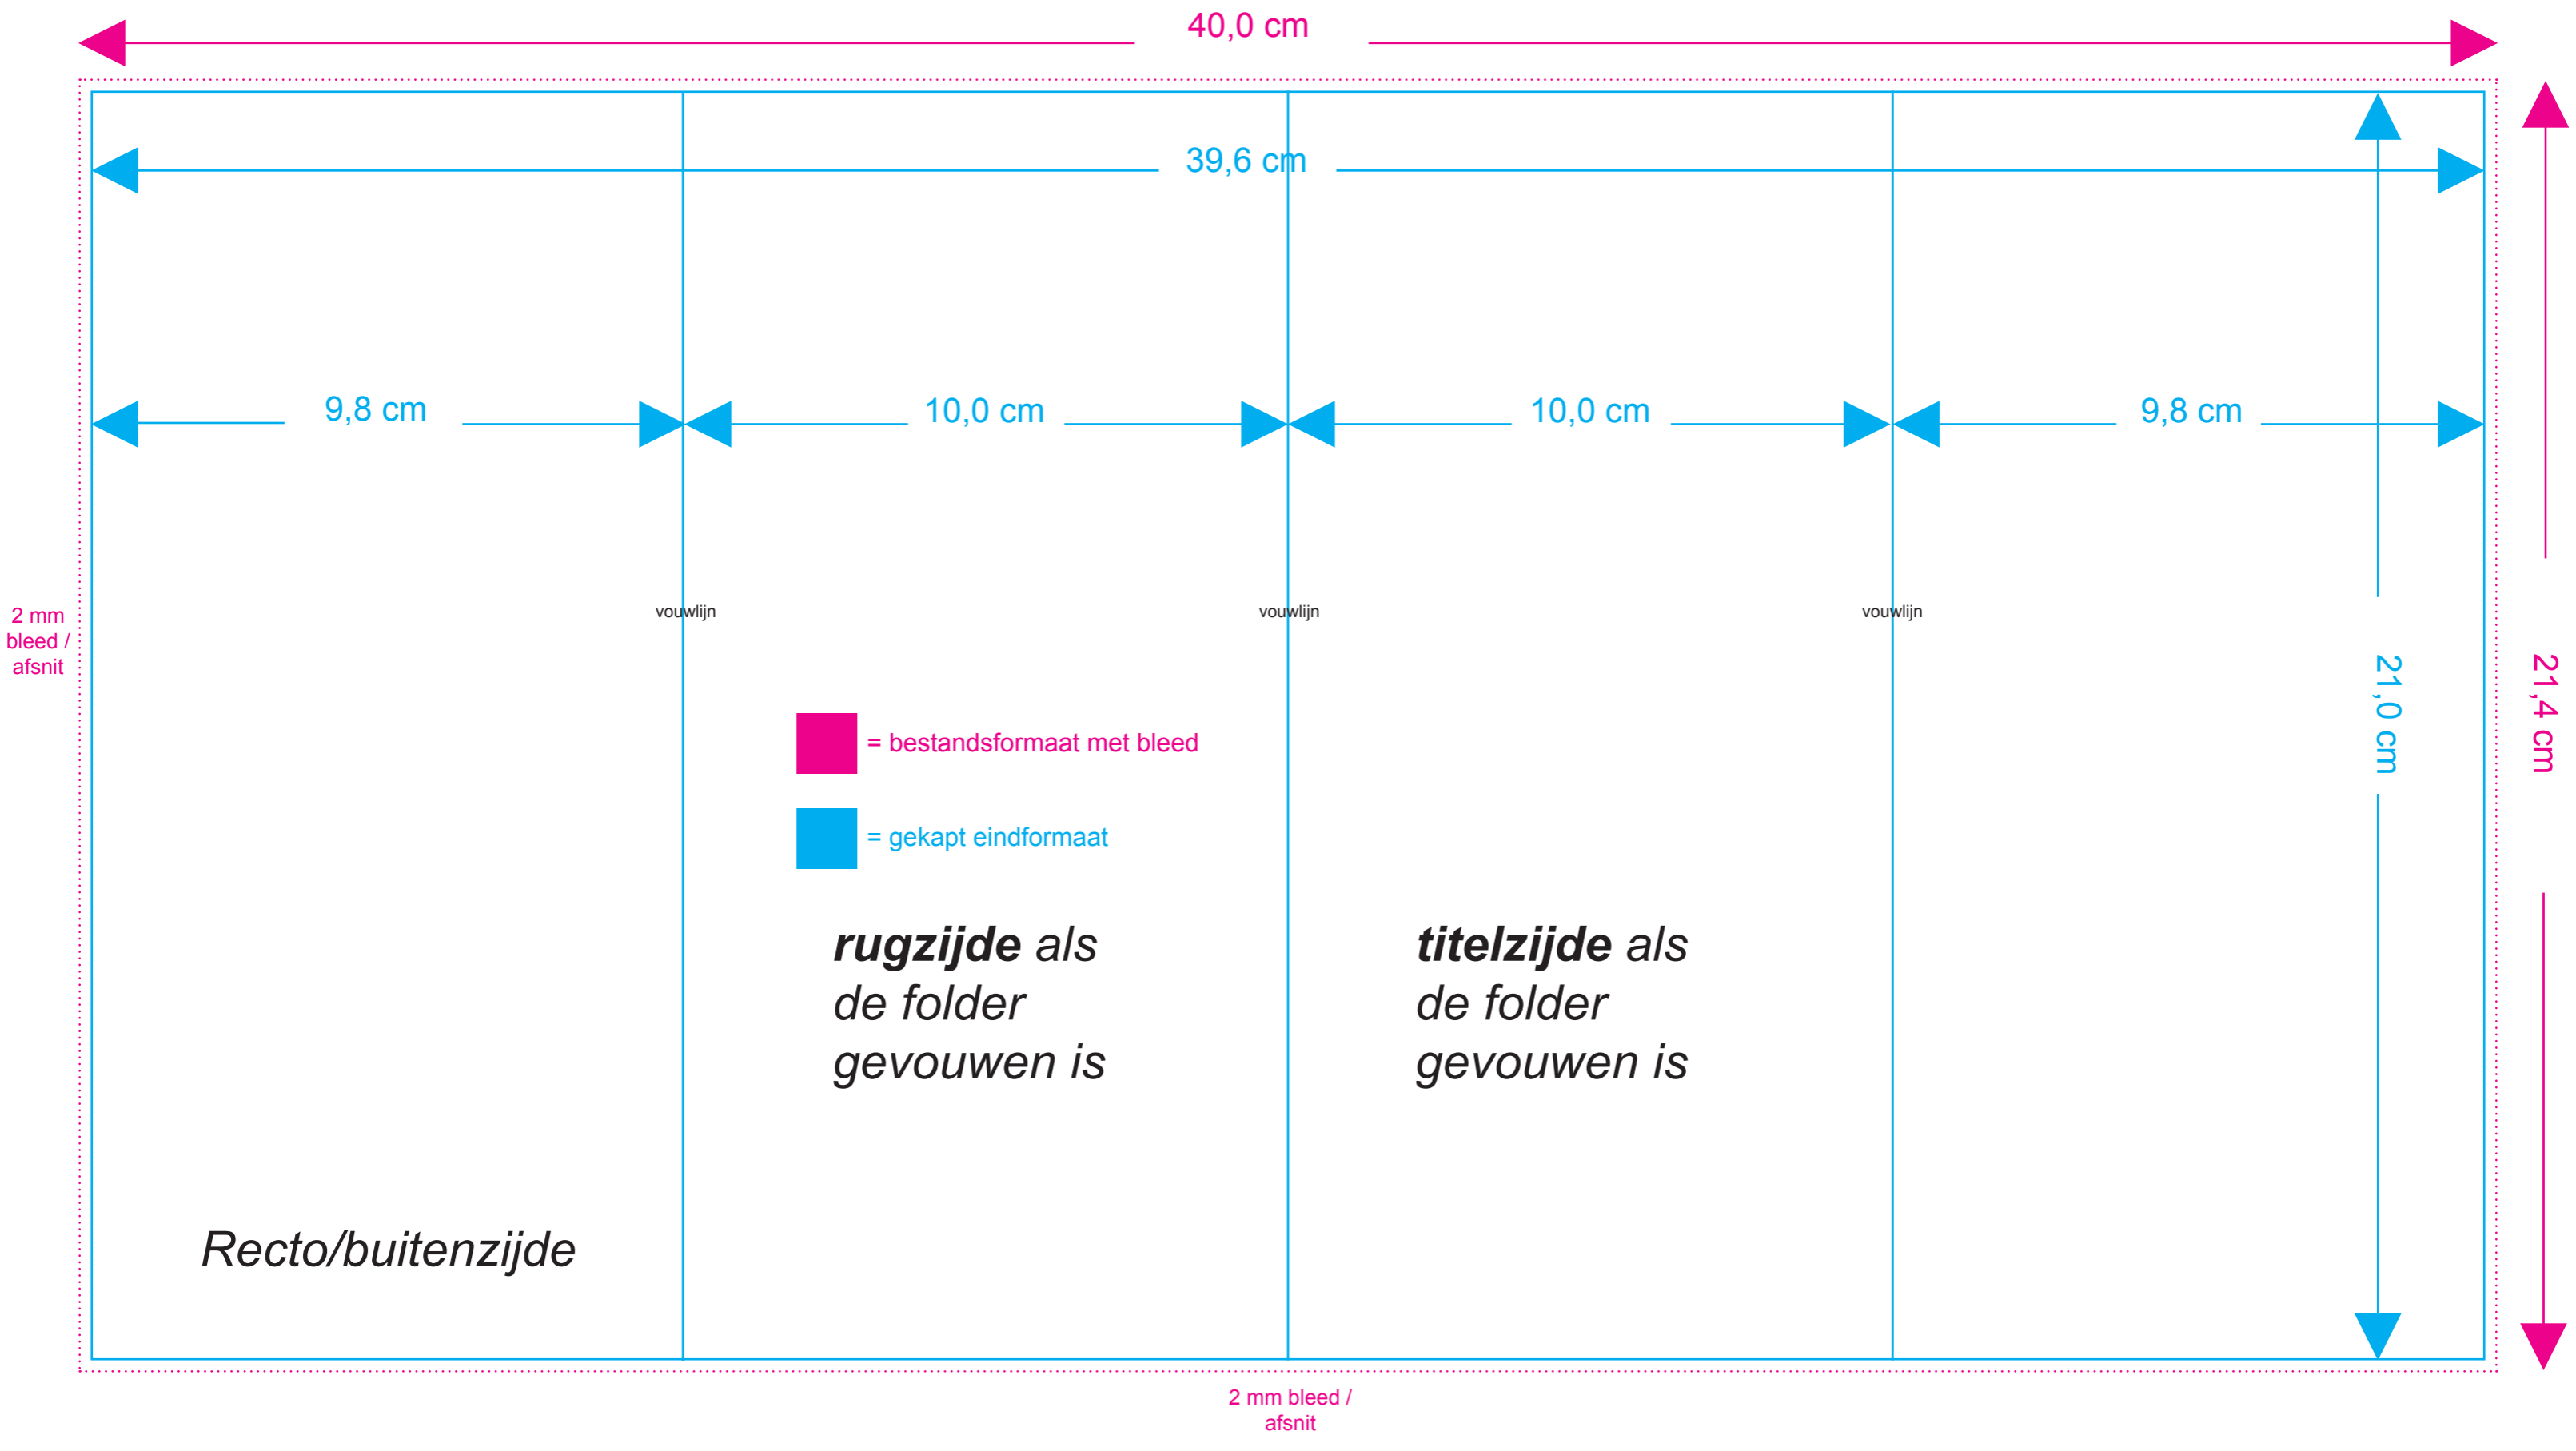 40,0 cm
39,6 cm
9,8 cm
10,0 cm
10,0 cm
9,8 cm
vouwlijn
vouwlijn
vouwlijn
2 mm
bleed /
afsnit
21,0 cm
21,4 cm
= bestandsformaat met bleed
= gekapt eindformaat
rugzijde als
de folder
gevouwen is
titelzijde als
de folder
gevouwen is
Recto/buitenzijde
2 mm bleed /
afsnit